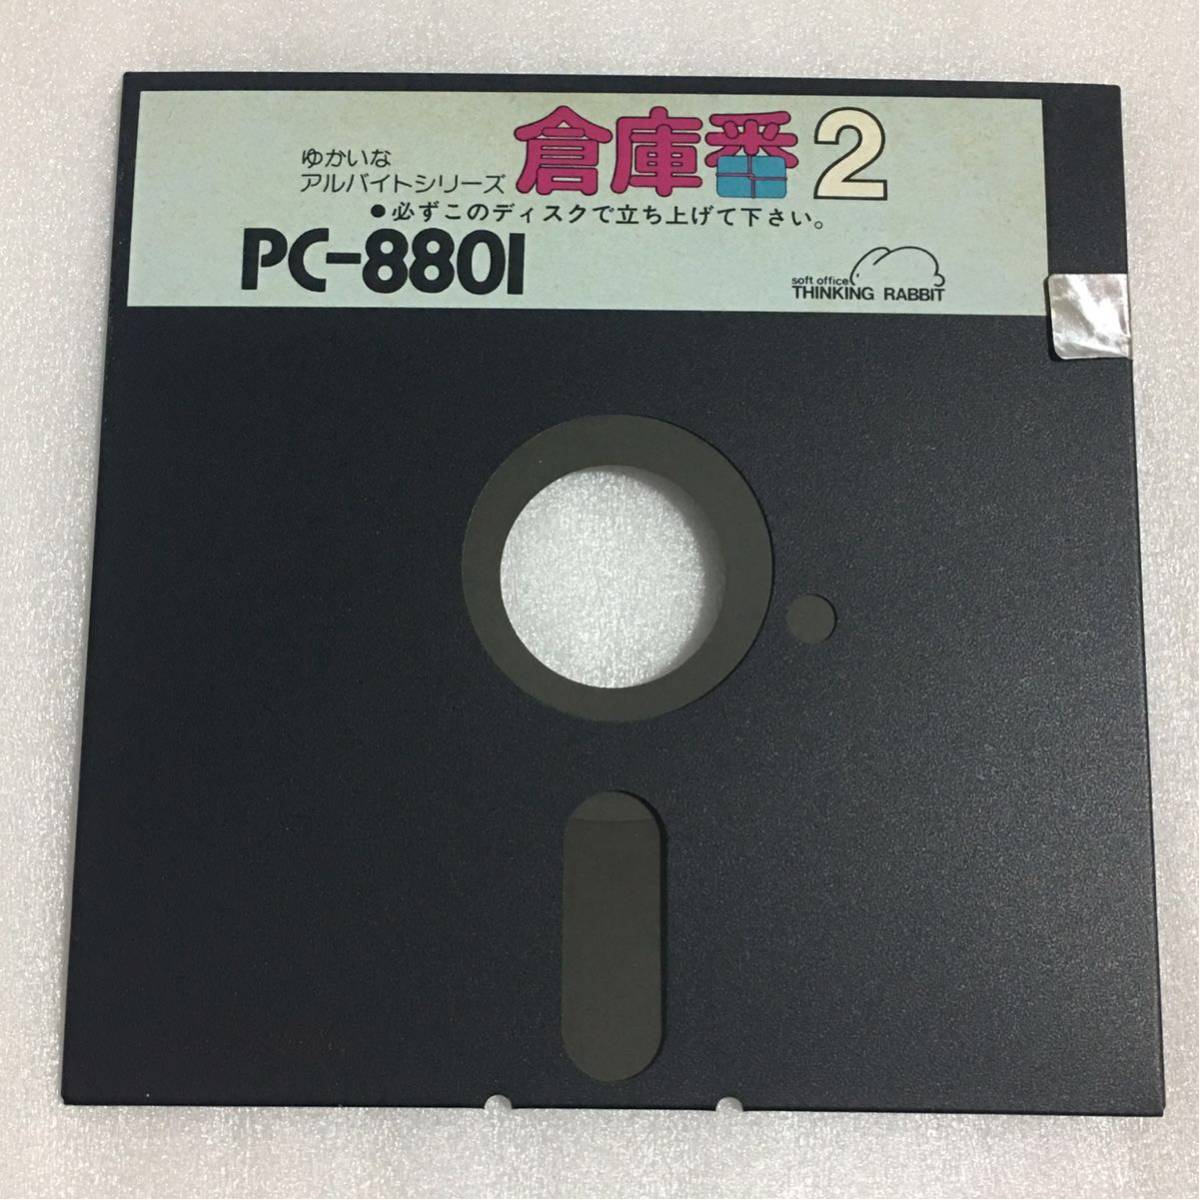 ゆかいな
アルバイトシリーズ
倉庫番2
●必ずこのディスクで立ち上げて下さい。
PC-8801
soft office
THINKING RABBIT